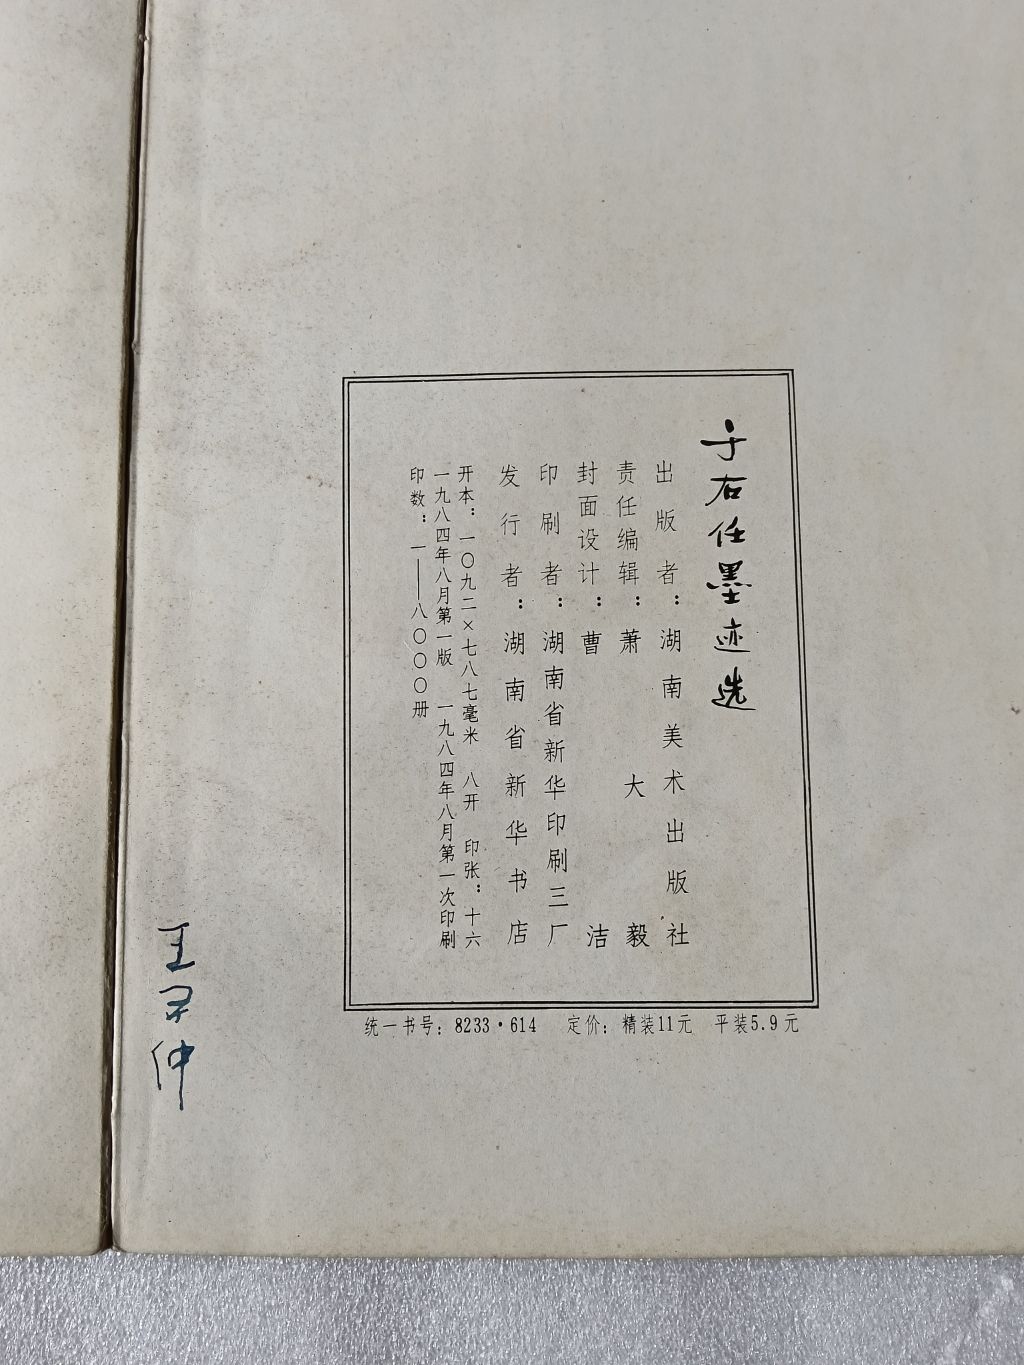 于右任墨迹选
出版者：湖南美术出版社
责任编辑：萧大毅
封面设计：曹洁
印刷者：湖南省新华印刷三厂
发行者：湖南省新华书店
开本：一〇九二×七八七毫米 八开 印张：十六
一九八四年八月第一版 一九八四年八月第一次印刷
印数：一——八〇〇〇册
统一书号：8233·614 定价：精装11元 平装5.9元